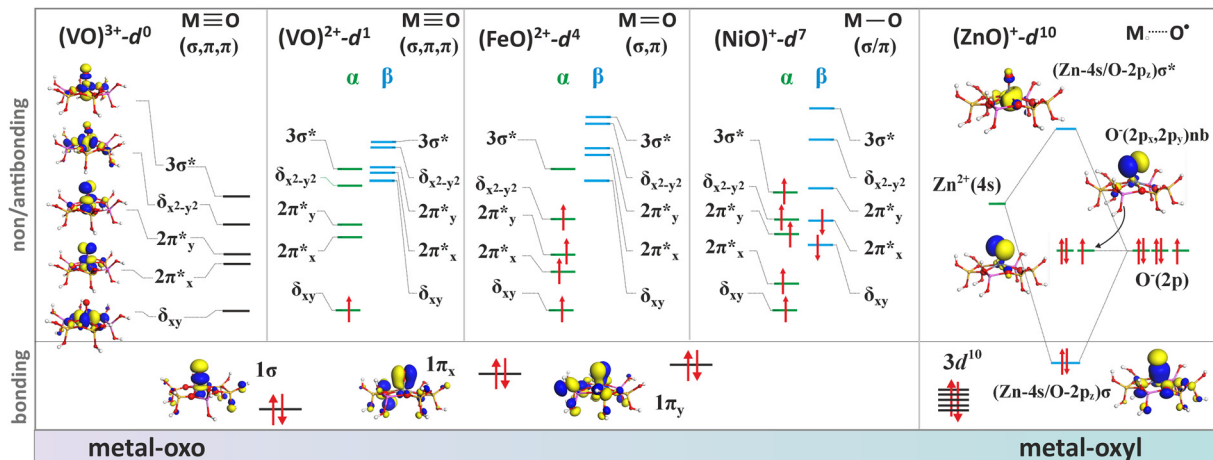 non/antibonding
bonding
(VO)³⁺-d⁰
M≡O
(σ,π,π)
3σ*
δx2-y2
2π*y
2π*x
δxy
(VO)²⁺-d¹
M≡O
(σ,π,π)
α
β
3σ*
δx2-y2
2π*y
2π*x
δxy
3σ*
δx2-y2
2π*y
2π*x
δxy
(FeO)²⁺-d⁴
M=O
(σ,π)
3σ*
δx2-y2
2π*y
2π*x
δxy
3σ*
δx2-y2
2π*y
2π*x
δxy
(NiO)⁺-d⁷
M—O
(σ/π)
α
β
3σ*
δx2-y2
2π*y
2π*x
δxy
3σ*
δx2-y2
2π*y
2π*x
δxy
(ZnO)⁺-d¹⁰
M······O•
(Zn-4s/O-2pz)σ*
O⁻(2px,2py)nb
Zn²⁺(4s)
O⁻(2p)
1σ
1πx
1πy
3d¹⁰
(Zn-4s/O-2pz)σ
metal-oxo
metal-oxyl